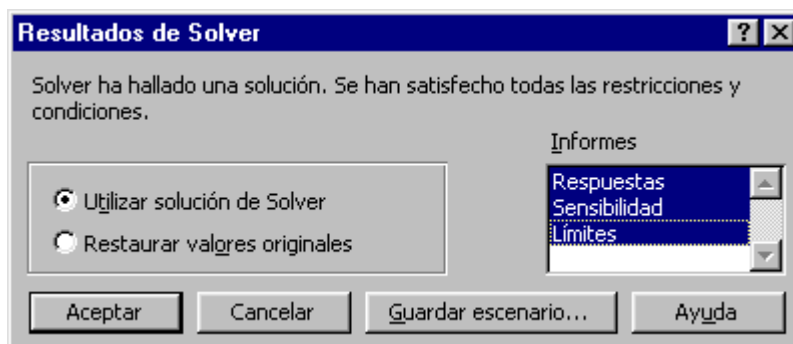 Resultados de Solver
Solver ha hallado una solución. Se han satisfecho todas las restricciones y
condiciones.
Informes
Utilizar solución de Solver
Restaurar valores originales
Respuestas
Sensibilidad
Límites
Aceptar
Cancelar
Guardar escenario...
Ayuda